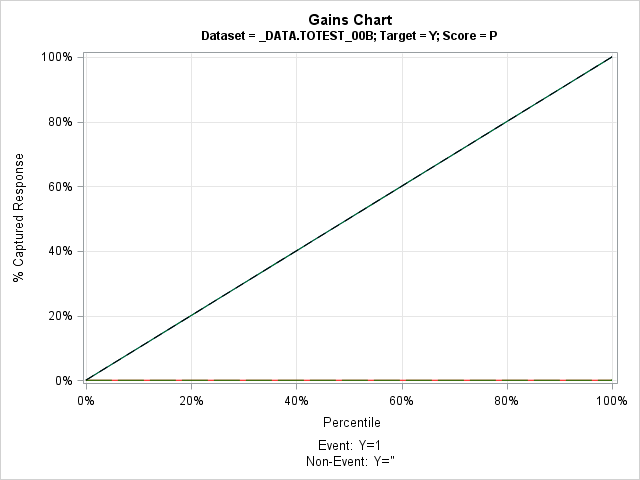 Gains Chart
Dataset = _DATA.TOTEST_00B; Target = Y; Score = P
100%
80%
60%
40%
20%
0%
% Captured Response
0% 20% 40% 60% 80% 100%
Percentile
Event: Y=1
Non-Event: Y="